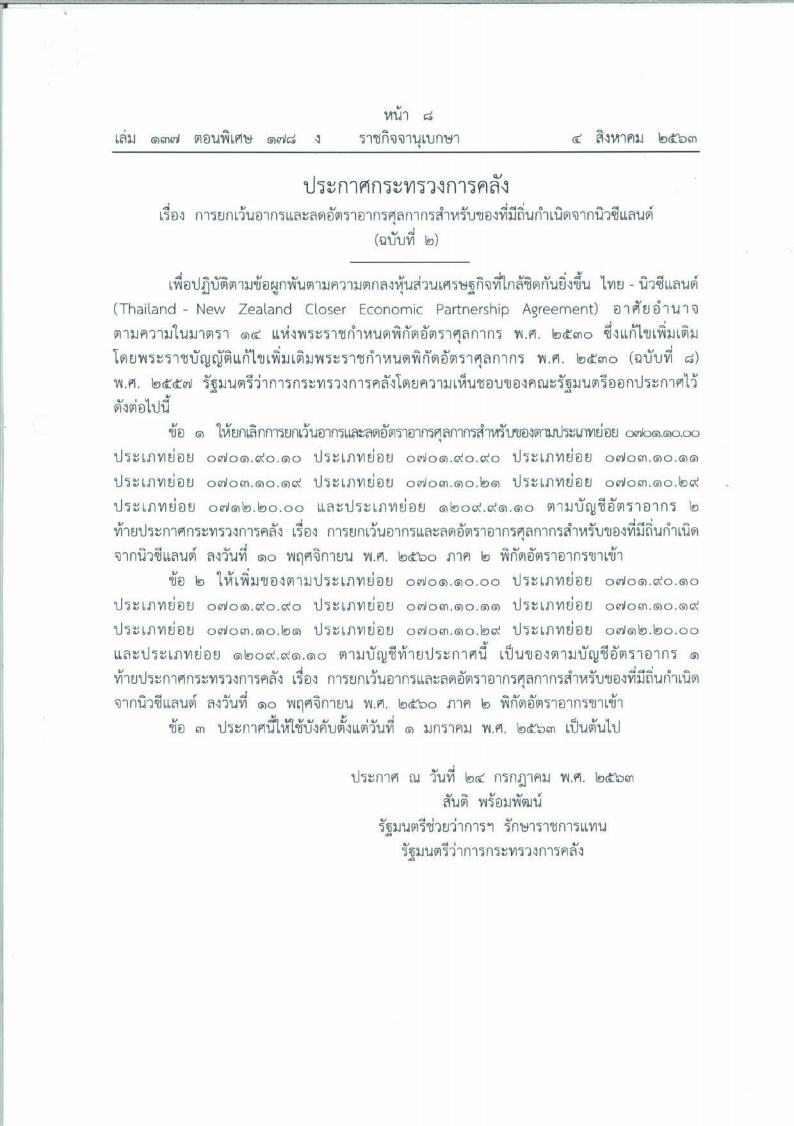 หน้า ๘
เล่ม ๑๓๗ ตอนพิเศษ ๑๗๘ ง ราชกิจจานุเบกษา ๔ สิงหาคม ๒๕๖๓
ประกาศกระทรวงการคลัง
เรื่อง การยกเว้นอากรและลดอัตราอากรศุลกากรสำหรับของที่มีถิ่นกำเนิดจากนิวซีแลนด์
(ฉบับที่ ๒)
เพื่อปฏิบัติตามข้อผูกพันตามความตกลงหุ้นส่วนเศรษฐกิจที่ใกล้ชิดกันยิ่งขึ้น ไทย - นิวซีแลนด์
(Thailand - New Zealand Closer Economic Partnership Agreement) อาศัยอำนาจ
ตามความในมาตรา ๑๔ แห่งพระราชกำหนดพิกัดอัตราศุลกากร พ.ศ. ๒๕๓๐ ซึ่งแก้ไขเพิ่มเติม
โดยพระราชบัญญัติแก้ไขเพิ่มเติมพระราชกำหนดพิกัดอัตราศุลกากร พ.ศ. ๒๕๓๐ (ฉบับที่ ๘)
พ.ศ. ๒๕๕๗ รัฐมนตรีว่าการกระทรวงการคลังโดยความเห็นชอบของคณะรัฐมนตรีออกประกาศไว้
ดังต่อไปนี้
ข้อ ๑ ให้ยกเลิกการยกเว้นอากรและลดอัตราอากรศุลกากรสำหรับของตามประเภทย่อย ๐๗๐๑.๑๐.๐๐
ประเภทย่อย ๐๗๐๑.๙๐.๑๐ ประเภทย่อย ๐๗๐๑.๙๐.๙๐ ประเภทย่อย ๐๗๐๓.๑๐.๑๑
ประเภทย่อย ๐๗๐๓.๑๐.๑๙ ประเภทย่อย ๐๗๐๓.๑๐.๒๑ ประเภทย่อย ๐๗๐๓.๑๐.๒๙
ประเภทย่อย ๐๗๑๒.๒๐.๐๐ และประเภทย่อย ๑๒๐๙.๙๑.๑๐ ตามบัญชีอัตราอากร ๒
ท้ายประกาศกระทรวงการคลัง เรื่อง การยกเว้นอากรและลดอัตราอากรศุลกากรสำหรับของที่มีถิ่นกำเนิด
จากนิวซีแลนด์ ลงวันที่ ๑๐ พฤศจิกายน พ.ศ. ๒๕๖๐ ภาค ๒ พิกัดอัตราอากรขาเข้า
ข้อ ๒ ให้เพิ่มของตามประเภทย่อย ๐๗๐๑.๑๐.๐๐ ประเภทย่อย ๐๗๐๑.๙๐.๑๐
ประเภทย่อย ๐๗๐๑.๙๐.๙๐ ประเภทย่อย ๐๗๐๓.๑๐.๑๑ ประเภทย่อย ๐๗๐๓.๑๐.๑๙
ประเภทย่อย ๐๗๐๓.๑๐.๒๑ ประเภทย่อย ๐๗๐๓.๑๐.๒๙ ประเภทย่อย ๐๗๑๒.๒๐.๐๐
และประเภทย่อย ๑๒๐๙.๙๑.๑๐ ตามบัญชีท้ายประกาศนี้ เป็นของตามบัญชีอัตราอากร ๑
ท้ายประกาศกระทรวงการคลัง เรื่อง การยกเว้นอากรและลดอัตราอากรศุลกากรสำหรับของที่มีถิ่นกำเนิด
จากนิวซีแลนด์ ลงวันที่ ๑๐ พฤศจิกายน พ.ศ. ๒๕๖๐ ภาค ๒ พิกัดอัตราอากรขาเข้า
ข้อ ๓ ประกาศนี้ให้ใช้บังคับตั้งแต่วันที่ ๑ มกราคม พ.ศ. ๒๕๖๓ เป็นต้นไป
ประกาศ ณ วันที่ ๒๔ กรกฎาคม พ.ศ. ๒๕๖๓
สันติ พร้อมพัฒน์
รัฐมนตรีช่วยว่าการฯ รักษาราชการแทน
รัฐมนตรีว่าการกระทรวงการคลัง